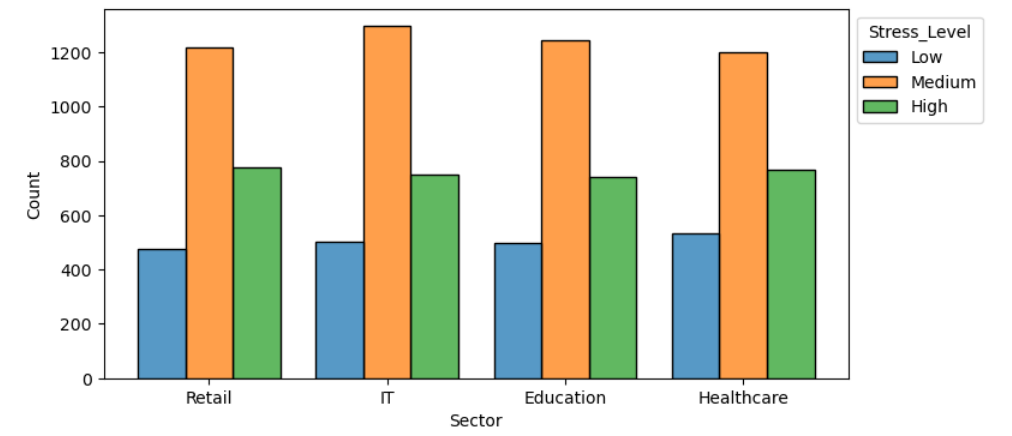 Stress_Level
Low
Medium
High
1200
1000
800
600
400
200
0
Count
Retail IT Education Healthcare
Sector